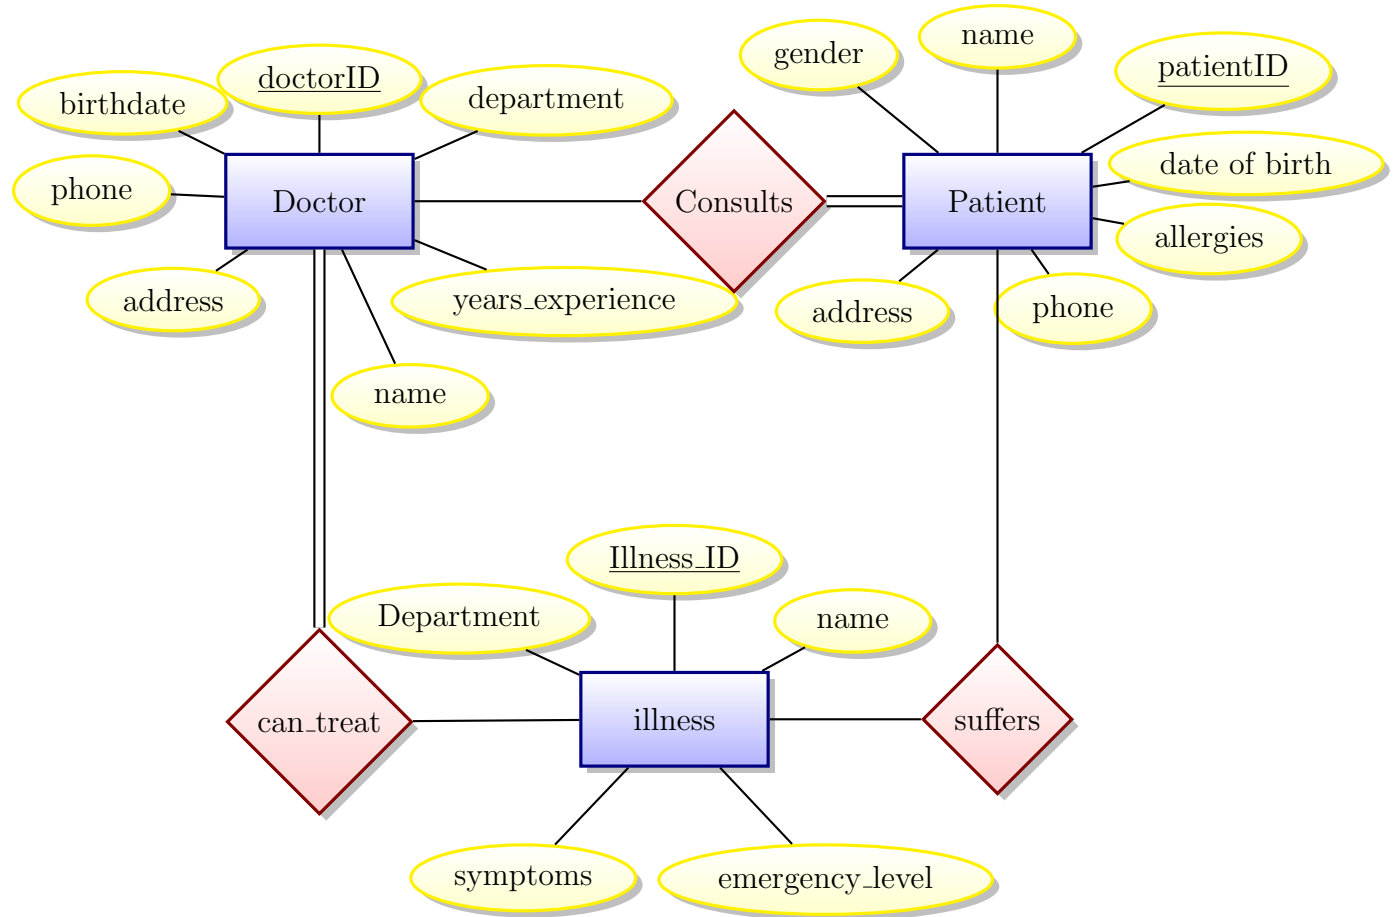 name
gender
patientID
doctorID
department
birthdate
date of birth
phone
Doctor
Consults
Patient
allergies
address
years_experience
address
phone
name
Illness_ID
Department
name
can_treat
illness
suffers
symptoms
emergency_level